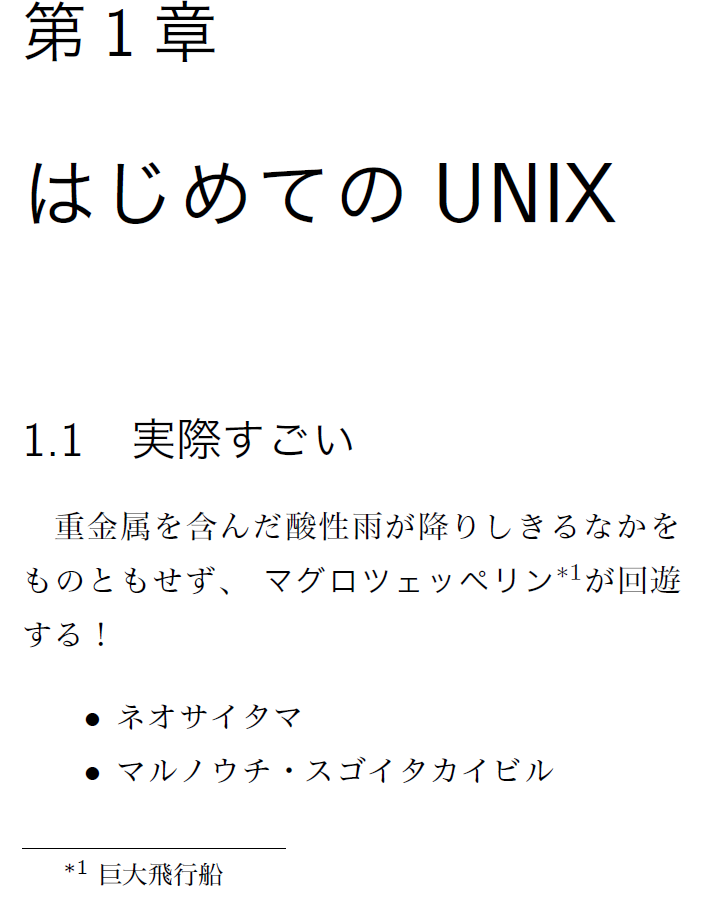 第 1 章
はじめての UNIX
1.1　実際すごい
重金属を含んだ酸性雨が降りしきるなかを
ものともせず、 マグロツェッペリン*1が回遊
する！
● ネオサイタマ
● マルノウチ・スゴイタカイビル
*1 巨大飛行船